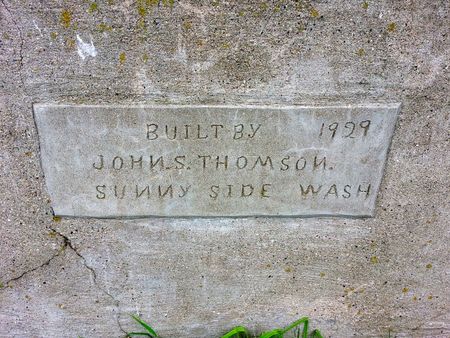 BUILT BY 1929
JOHN.S.THOMSON.
SUNNY SIDE WASH